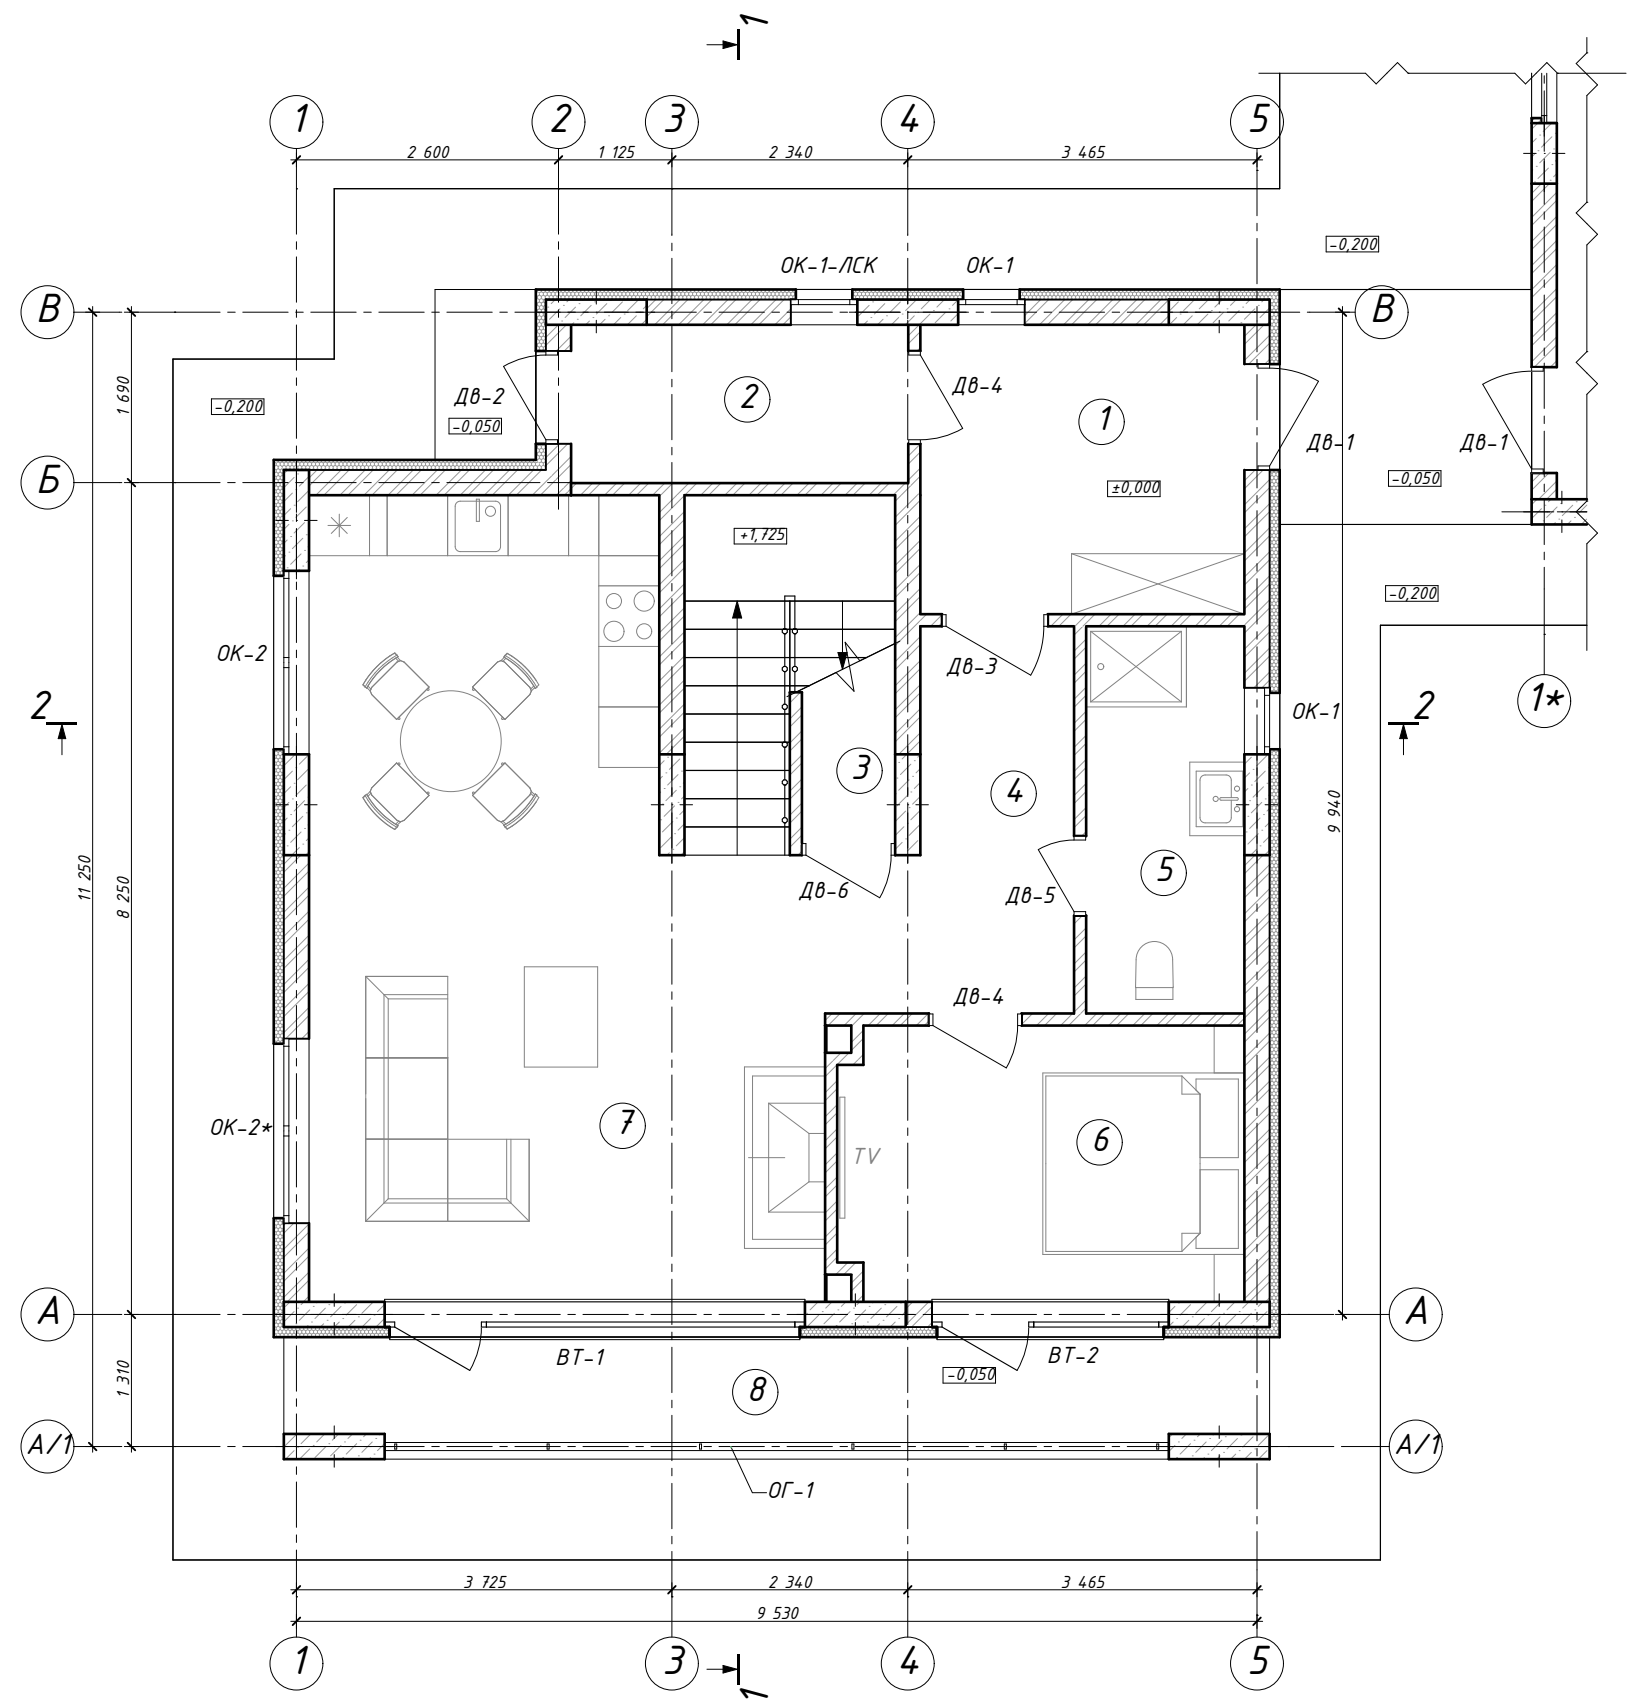 1
1 2 3 4 5
2 600 1 125 2 340 3 465
-0,200
ОК-1-ЛСК ОК-1
В В
Дв-4
Дв-2 2 1
1 690 -0,200 -0,050 Дв-1 Дв-1
Б ±0,000 -0,050
+1,725
-0,200
ОК-2 Дв-3
2 ОК-1 2 1*
3 4
9 940
11 250 8 250 Дв-6 Дв-5 5
Дв-4
ОК-2* 7 TV 6
А А
ВТ-1 ВТ-2
1 310 8 -0,050
А/1 А/1
ОГ-1
3 725 2 340 3 465
9 530
1 3 4 5
1